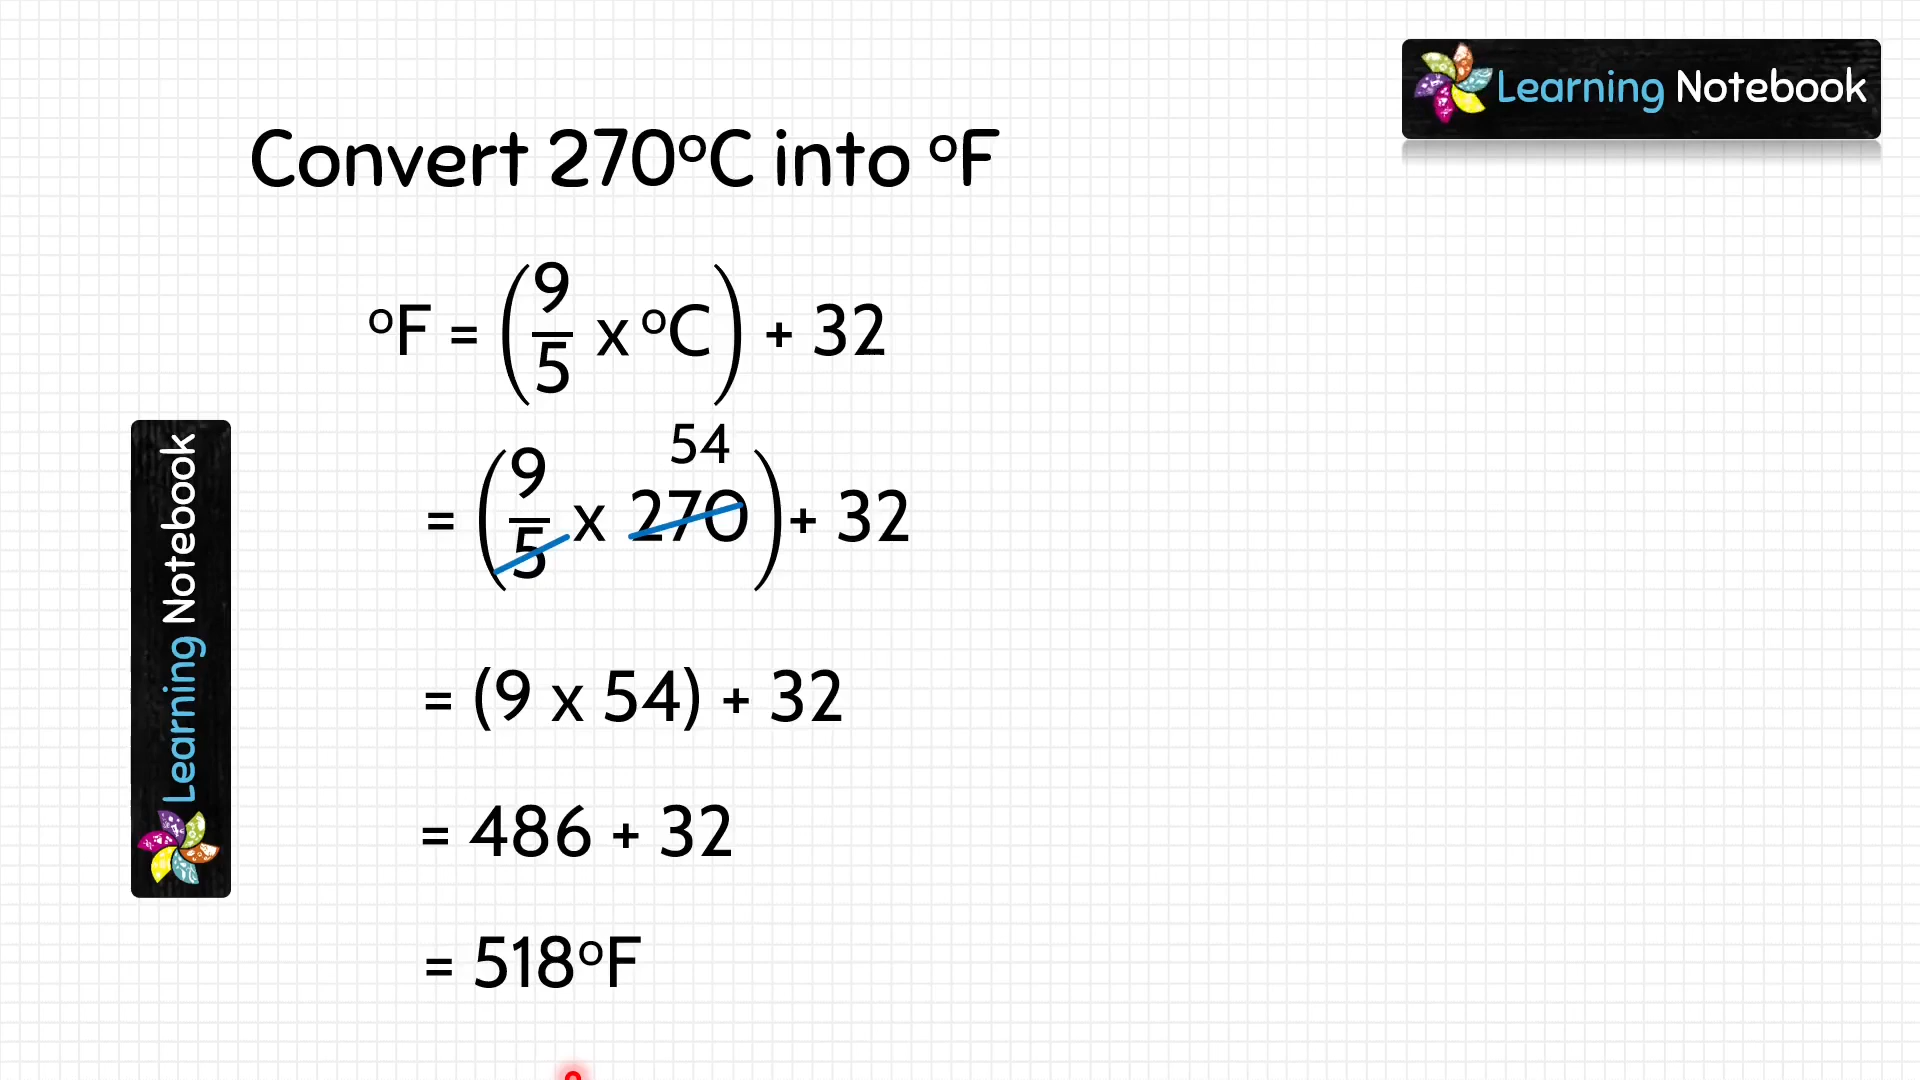 Learning Notebook
Convert 270°C into °F
°F = (9/5 x °C) + 32
54
= (9/5 x 270) + 32
= (9 x 54) + 32
= 486 + 32
= 518°F
Learning Notebook